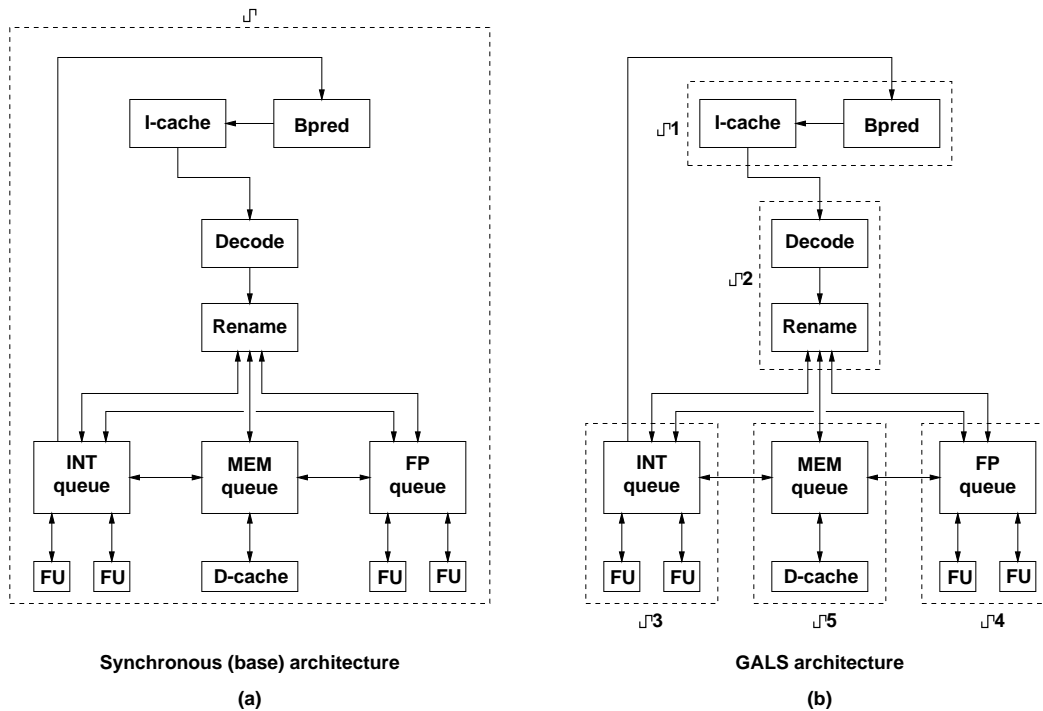 I-cache
Bpred
Decode
Rename
INT
queue
MEM
queue
FP
queue
FU
FU
D-cache
FU
FU
Synchronous (base) architecture
(a)
1
I-cache
Bpred
2
Decode
Rename
INT
queue
MEM
queue
FP
queue
FU
FU
D-cache
FU
FU
3
5
4
GALS architecture
(b)